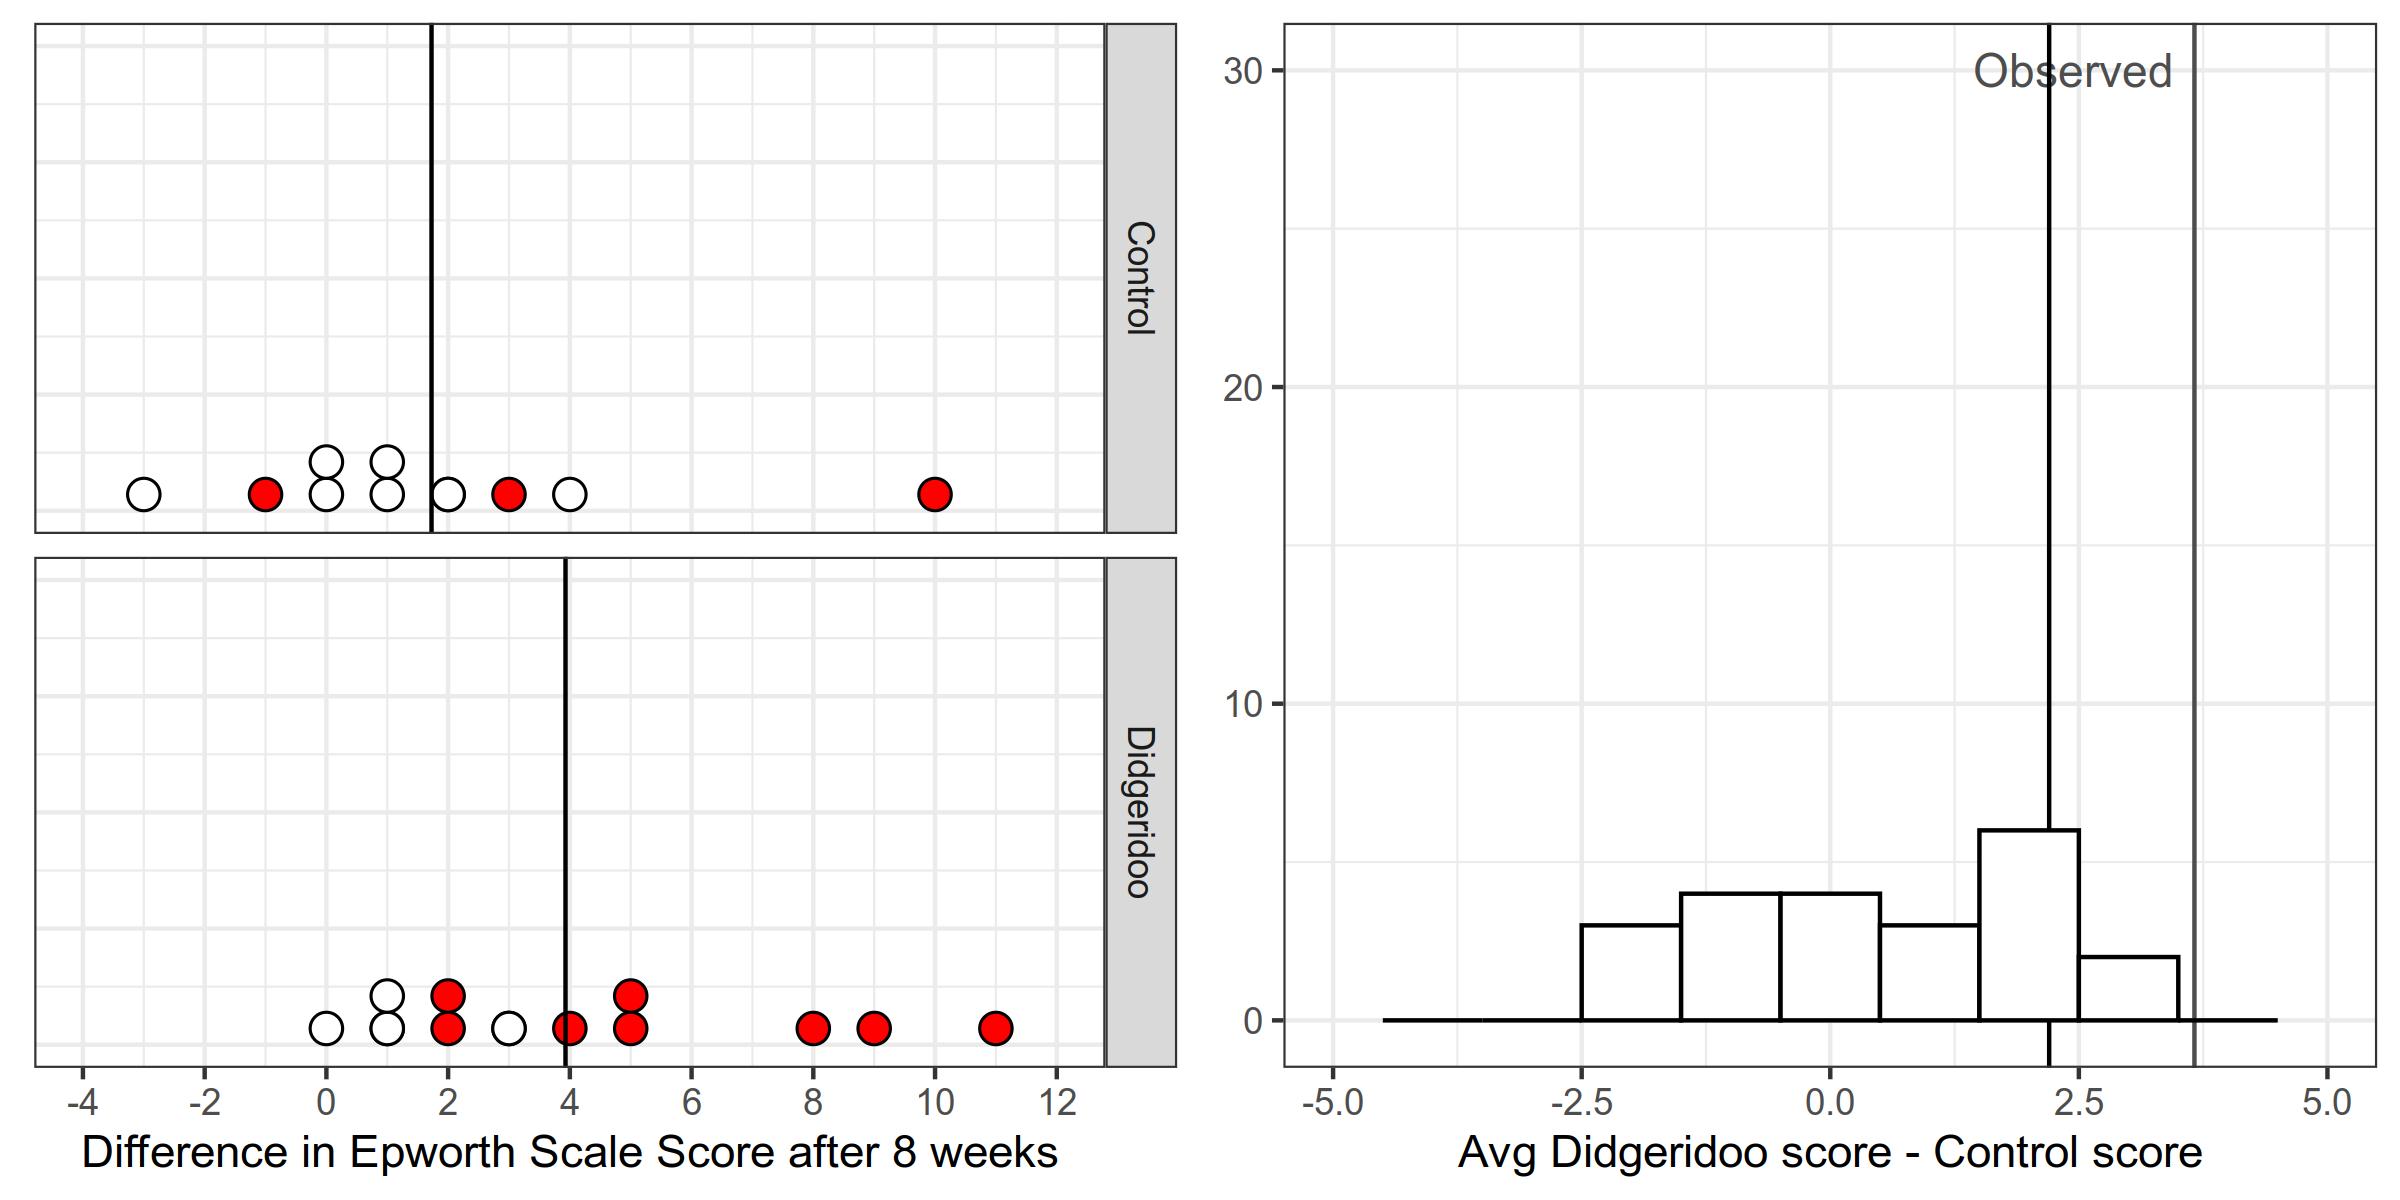 Control
Didgeridoo
-4 -2 0 2 4 6 8 10 12
Difference in Epworth Scale Score after 8 weeks
Observed
30
20
10
0
-5.0 -2.5 0.0 2.5 5.0
Avg Didgeridoo score - Control score